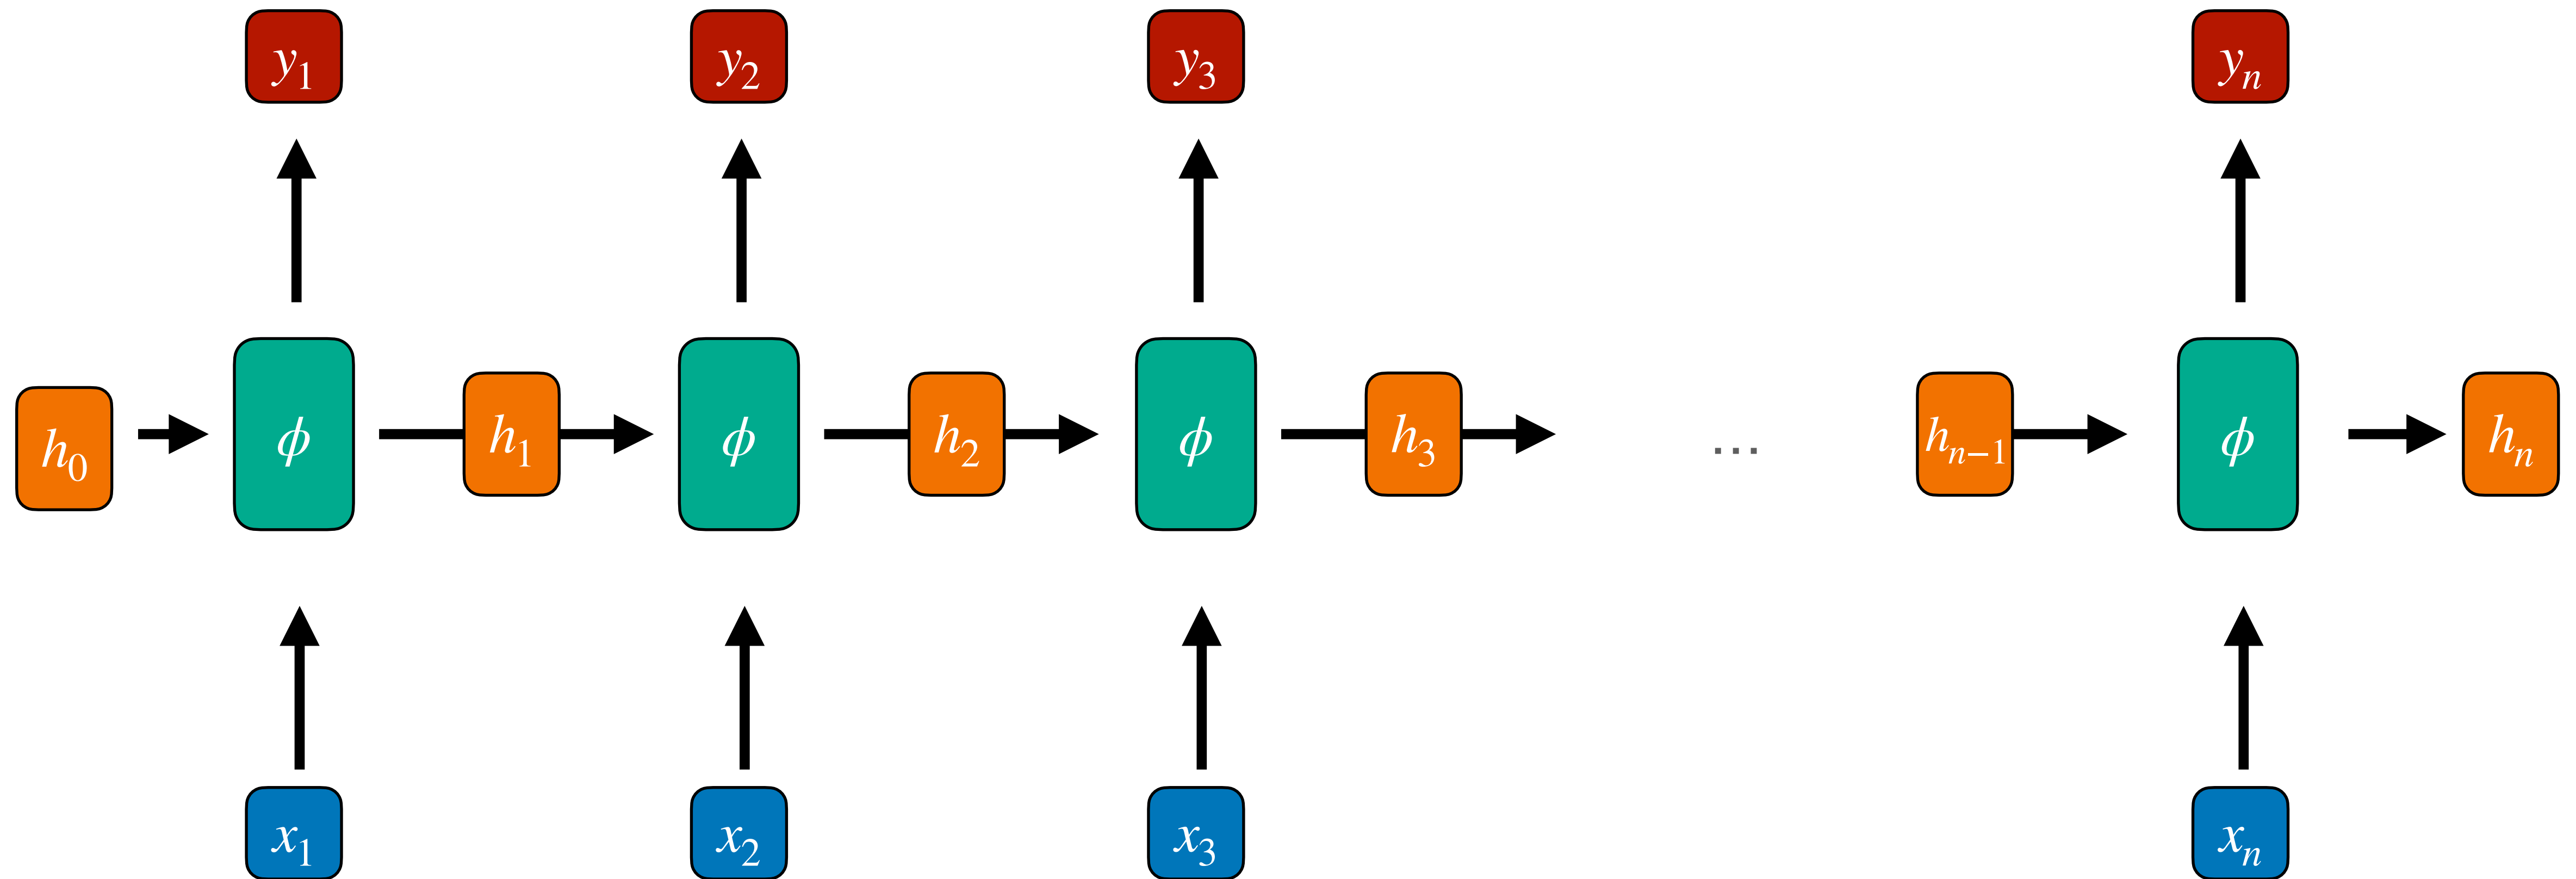 y₁ y₂ y₃ yₙ
h₀ ϕ h₁ ϕ h₂ ϕ h₃ ... hₙ₋₁ ϕ hₙ
x₁ x₂ x₃ xₙ